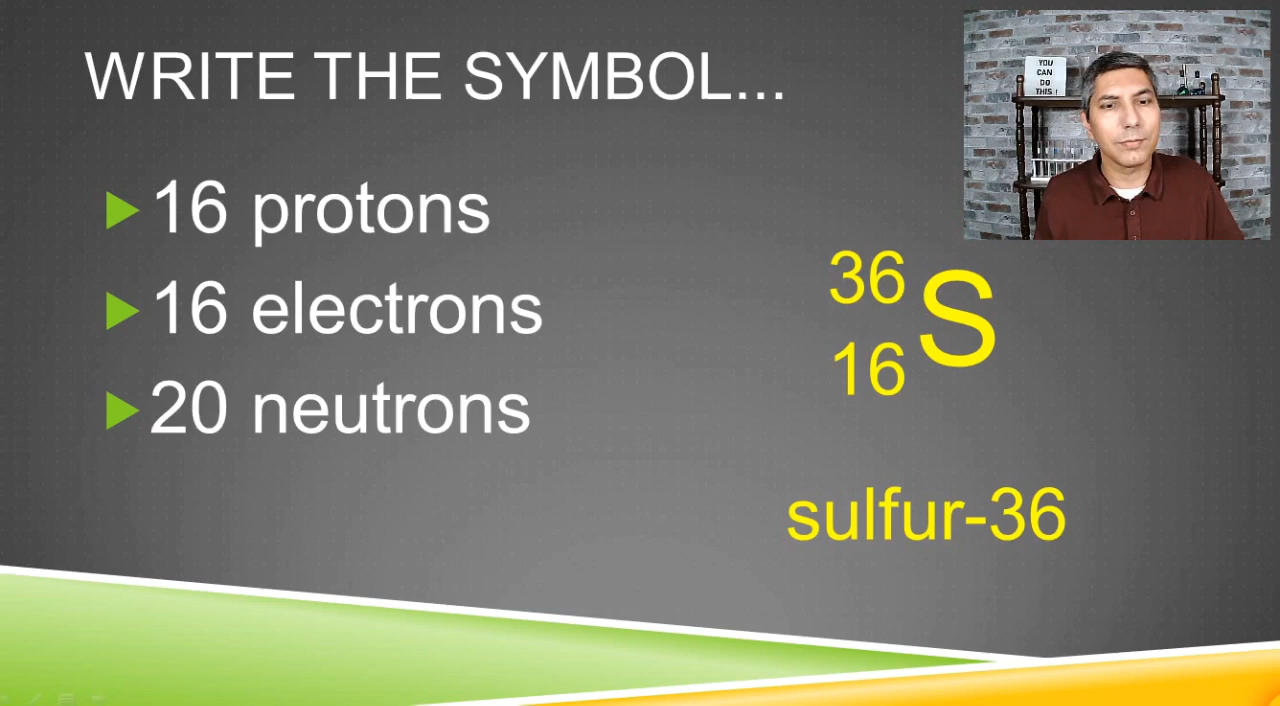 WRITE THE SYMBOL...
16 protons
16 electrons
20 neutrons
YOU
CAN
DO
THIS !
36
16 S
sulfur-36